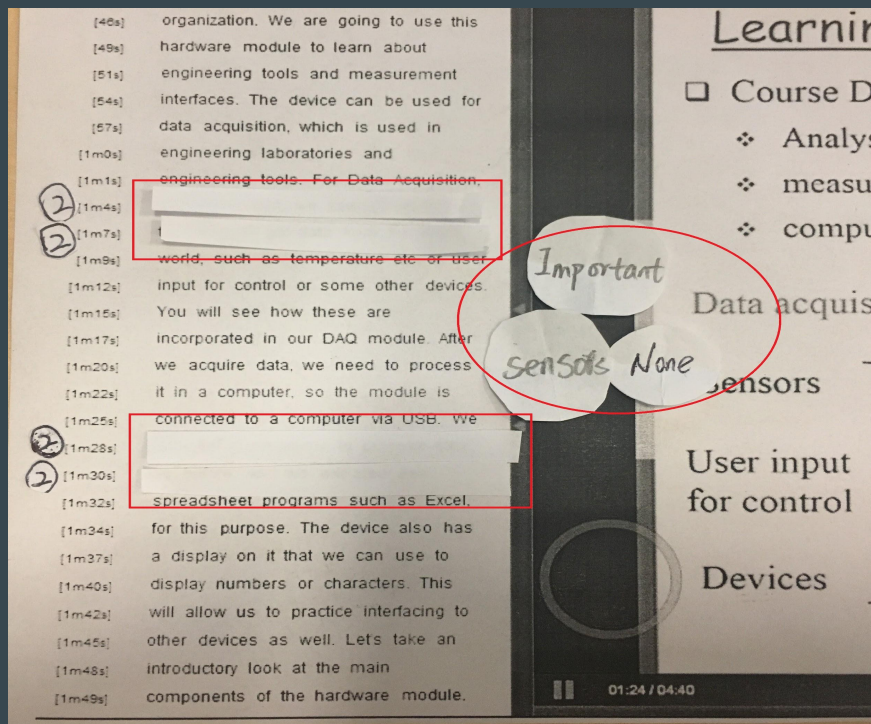 [46s] organization. We are going to use this
[49s] hardware module to learn about
[51s] engineering tools and measurement
[54s] interfaces. The device can be used for
[57s] data acquisition, which is used in
[1m0s] engineering laboratories and
[1m1s] engineering tools. For Data Acquisition,
2 [1m4s]
2 [1m7s]
[1m9s] world, such as temperature etc or user
[1m12s] input for control or some other devices.
[1m15s] You will see how these are
[1m17s] incorporated in our DAQ module. After
[1m20s] we acquire data, we need to process
[1m22s] it in a computer, so the module is
[1m25s] connected to a computer via USB. We
2 [1m28s]
2 [1m30s]
[1m32s] spreadsheet programs such as Excel,
[1m34s] for this purpose. The device also has
[1m37s] a display on it that we can use to
[1m40s] display numbers or characters. This
[1m42s] will allow us to practice interfacing to
[1m45s] other devices as well. Let's take an
[1m48s] introductory look at the main
[1m49s] components of the hardware module.
Important
sensors None
Learnin
Course D
Analys
measu
compu
Data acquis
Sensors
User input
for control
Devices
01:24 / 04:40